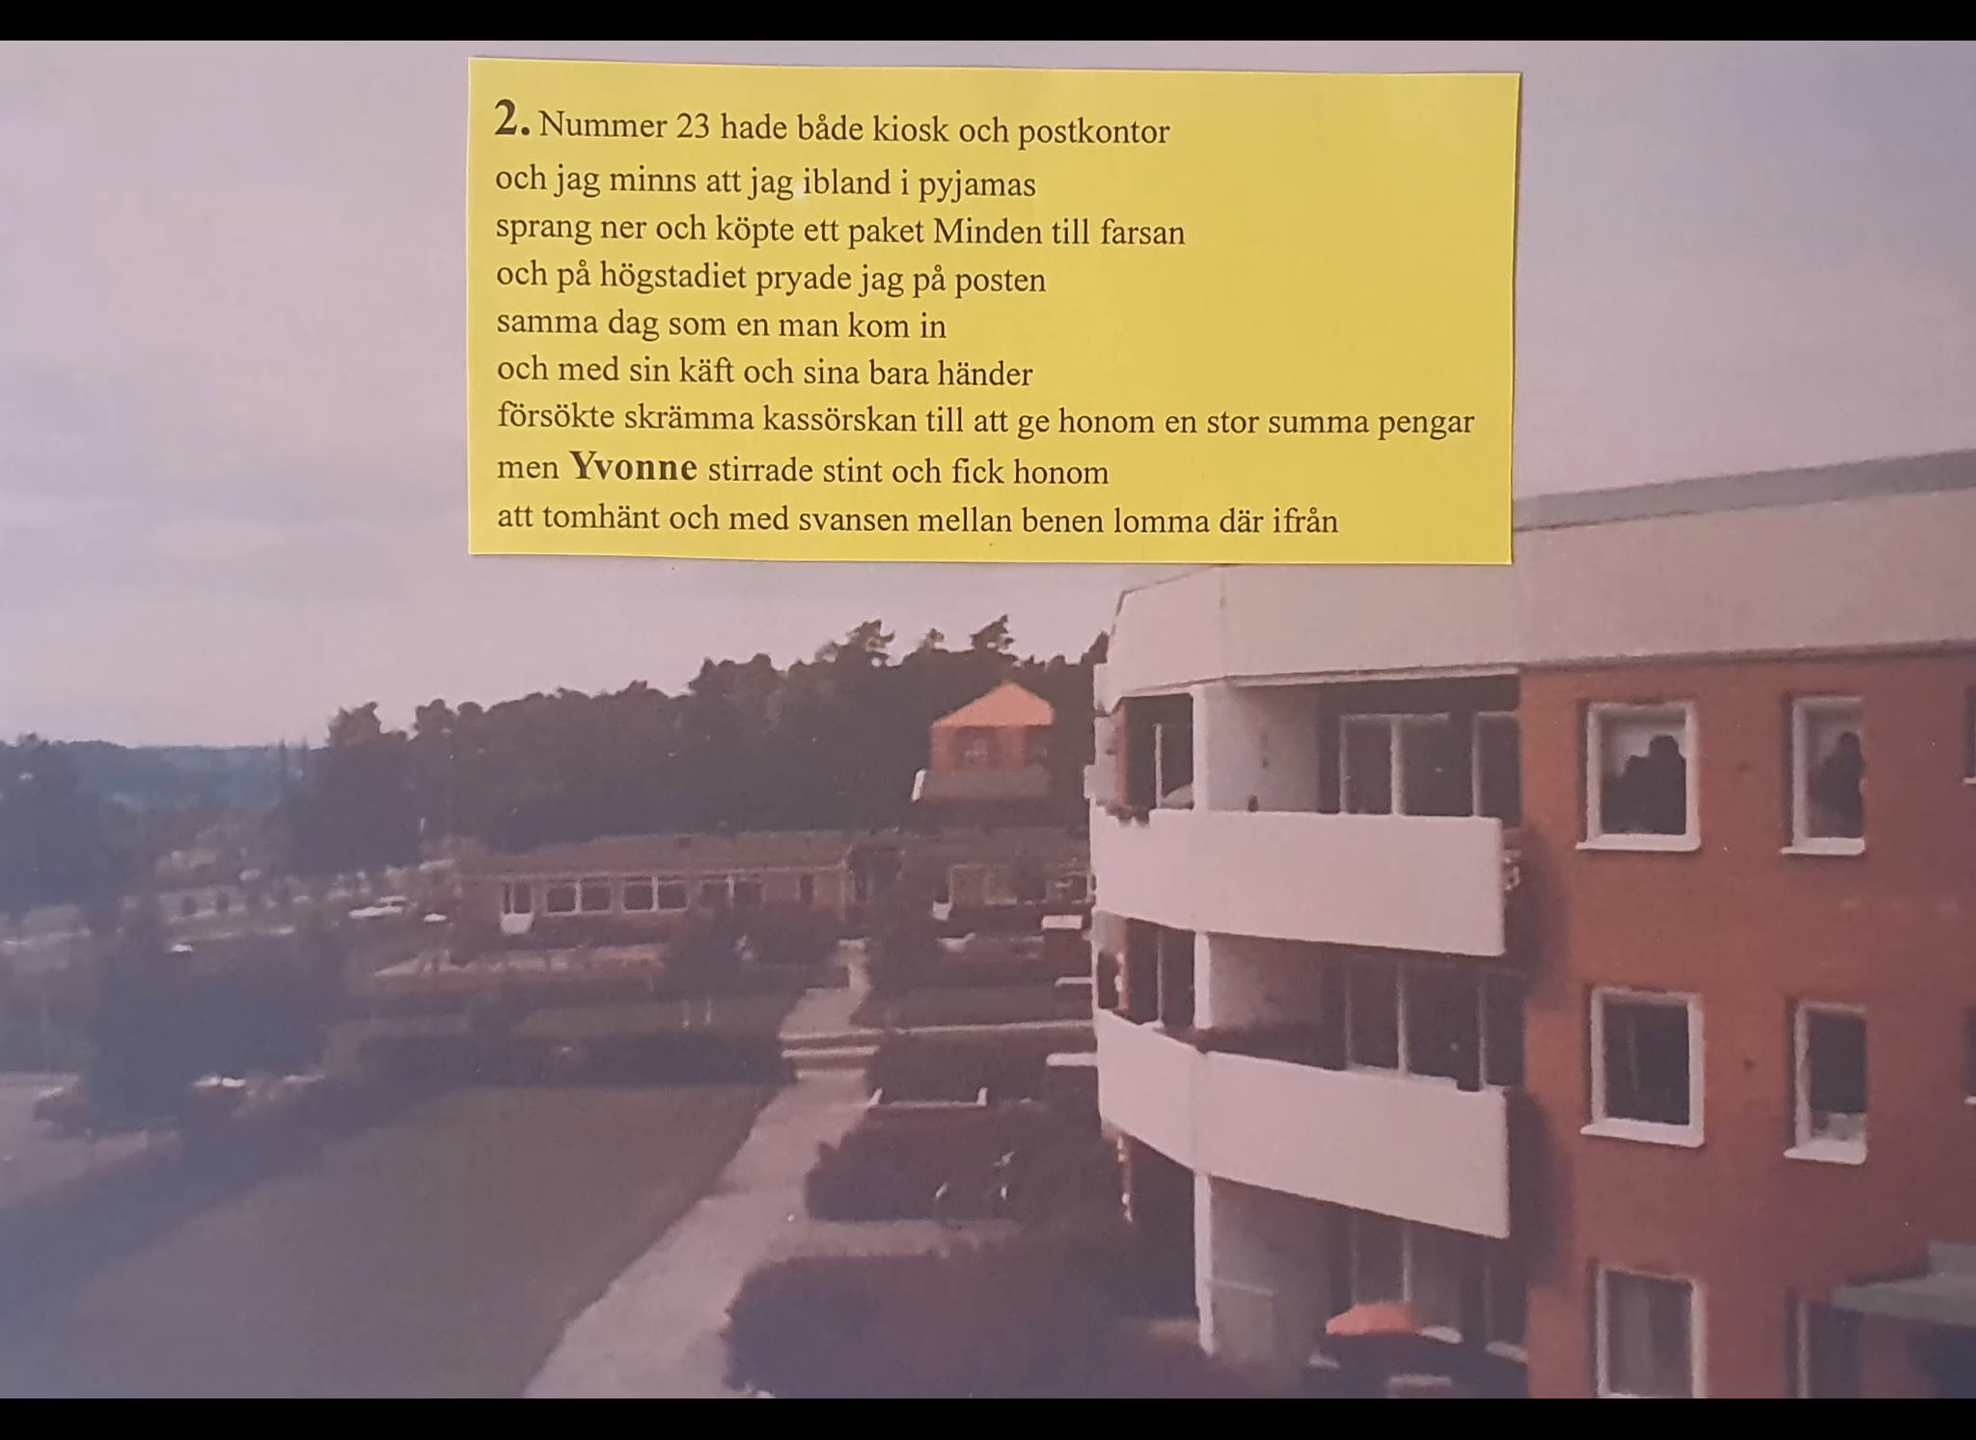 2. Nummer 23 hade både kiosk och postkontor
och jag minns att jag ibland i pyjamas
sprang ner och köpte ett paket Minden till farsan
och på högstadiet pryade jag på posten
samma dag som en man kom in
och med sin käft och sina bara händer
försökte skrämma kassörskan till att ge honom en stor summa pengar
men Yvonne stirrade stint och fick honom
att tomhänt och med svansen mellan benen lomma där ifrån